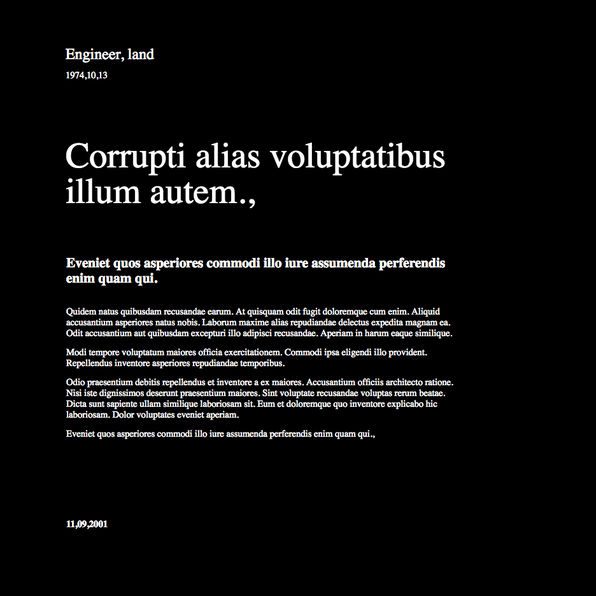 Engineer, land
1974,10,13
Corrupti alias voluptatibus
illum autem.,
Eveniet quos asperiores commodi illo iure assumenda perferendis
enim quam qui.
Quidem natus quibusdam recusandae earum. At quisquam odit fugit doloremque cum enim. Aliquid
accusantium asperiores natus nobis. Laborum maxime alias repudiandae delectus expedita magnam ea.
Odit accusantium aut quibusdam excepturi illo adipisci recusandae. Aperiam in harum eaque similique.
Modi tempore voluptatum maiores officia exercitationem. Commodi ipsa eligendi illo provident.
Repellendus inventore asperiores repudiandae temporibus.
Odio praesentium debitis repellendus et inventore a ex maiores. Accusantium officiis architecto ratione.
Nisi iste dignissimos deserunt praesentium maiores. Sint voluptate recusandae voluptas rerum beatae.
Dicta sunt sapiente ullam similique laboriosam sit. Eum et doloremque quo inventore explicabo hic
laboriosam. Dolor voluptates eveniet aperiam.
Eveniet quos asperiores commodi illo iure assumenda perferendis enim quam qui.,
11,09,2001